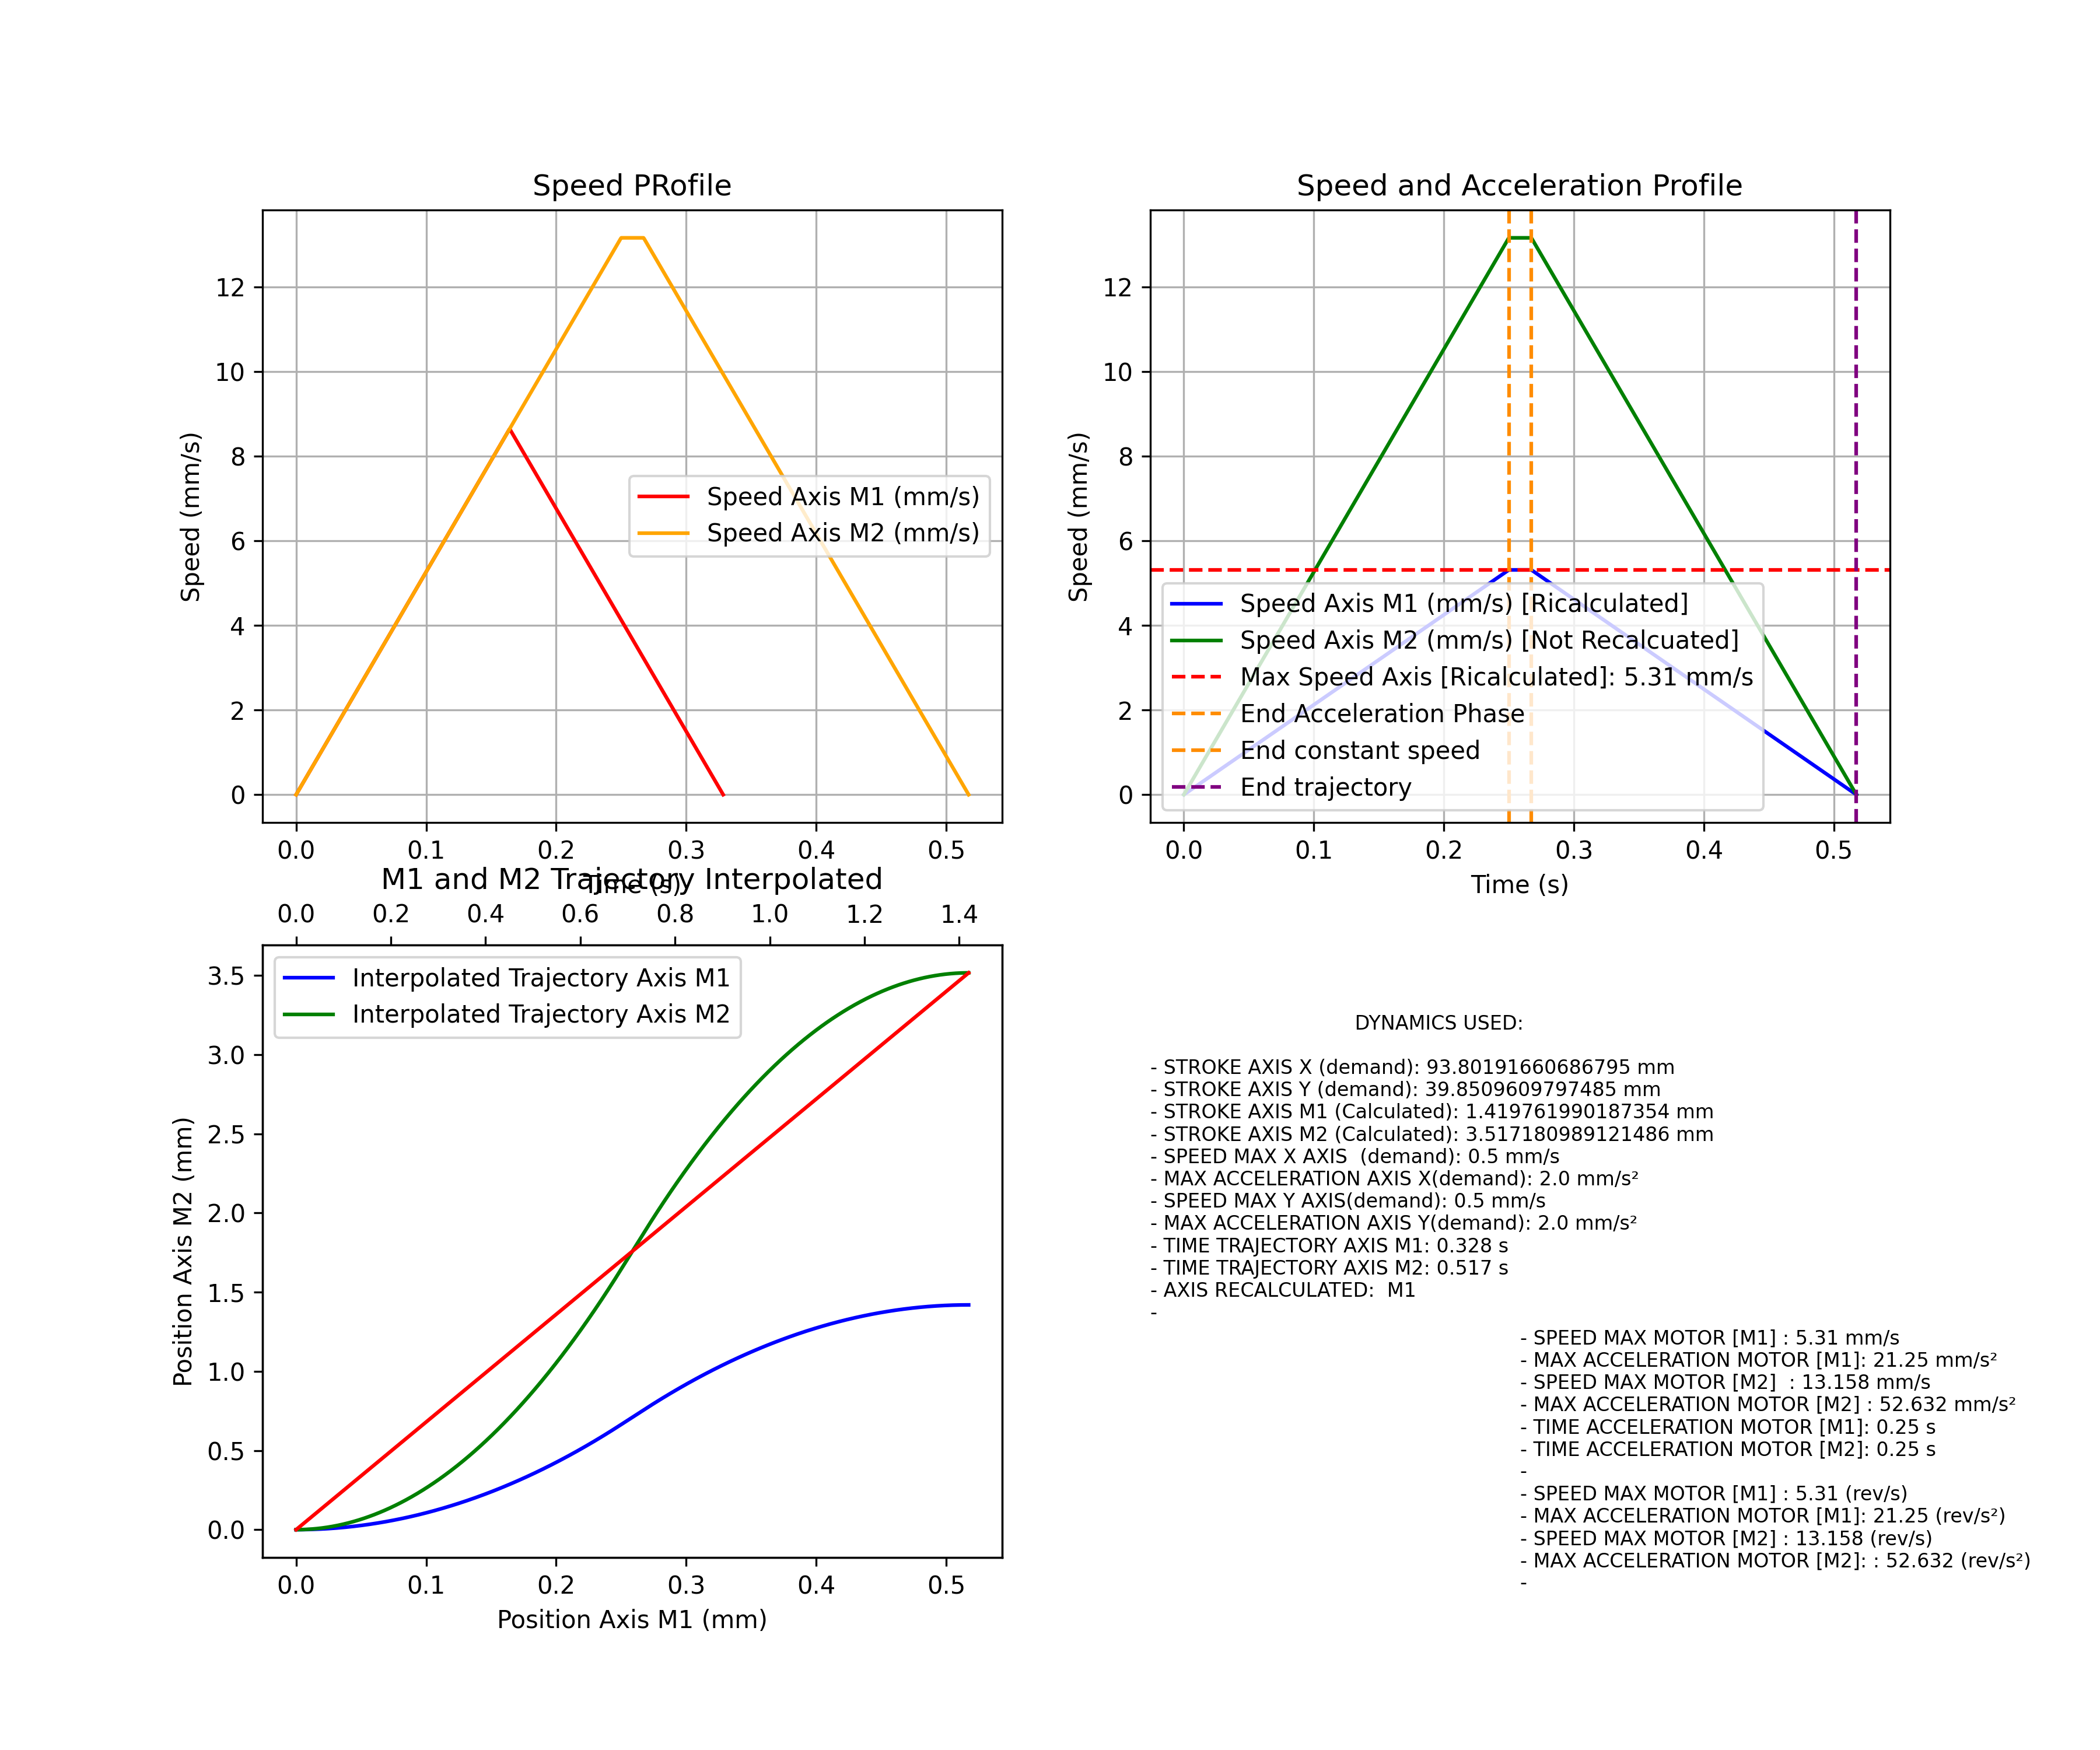 Speed PRofile
12
10
8
6
4
2
0
Speed (mm/s)
Speed Axis M1 (mm/s)
Speed Axis M2 (mm/s)
0.0 0.1 0.2 0.3 0.4 0.5
Time (s)
Speed and Acceleration Profile
12
10
8
6
4
2
0
Speed (mm/s)
Speed Axis M1 (mm/s) [Ricalculated]
Speed Axis M2 (mm/s) [Not Recalcuated]
Max Speed Axis [Ricalculated]: 5.31 mm/s
End Acceleration Phase
End constant speed
End trajectory
0.0 0.1 0.2 0.3 0.4 0.5
Time (s)
M1 and M2 Trajectory Interpolated
0.0 0.2 0.4 0.6 0.8 1.0 1.2 1.4
Interpolated Trajectory Axis M1
Interpolated Trajectory Axis M2
3.5
3.0
2.5
2.0
1.5
1.0
0.5
0.0
Position Axis M2 (mm)
0.0 0.1 0.2 0.3 0.4 0.5
Position Axis M1 (mm)
DYNAMICS USED:
- STROKE AXIS X (demand): 93.80191660686795 mm
- STROKE AXIS Y (demand): 39.8509609797485 mm
- STROKE AXIS M1 (Calculated): 1.419761990187354 mm
- STROKE AXIS M2 (Calculated): 3.517180989121486 mm
- SPEED MAX X AXIS  (demand): 0.5 mm/s
- MAX ACCELERATION AXIS X(demand): 2.0 mm/s²
- SPEED MAX Y AXIS(demand): 0.5 mm/s
- MAX ACCELERATION AXIS Y(demand): 2.0 mm/s²
- TIME TRAJECTORY AXIS M1: 0.328 s
- TIME TRAJECTORY AXIS M2: 0.517 s
- AXIS RECALCULATED:  M1
-
- SPEED MAX MOTOR [M1] : 5.31 mm/s
- MAX ACCELERATION MOTOR [M1]: 21.25 mm/s²
- SPEED MAX MOTOR [M2]  : 13.158 mm/s
- MAX ACCELERATION MOTOR [M2] : 52.632 mm/s²
- TIME ACCELERATION MOTOR [M1]: 0.25 s
- TIME ACCELERATION MOTOR [M2]: 0.25 s
-
- SPEED MAX MOTOR [M1] : 5.31 (rev/s)
- MAX ACCELERATION MOTOR [M1]: 21.25 (rev/s²)
- SPEED MAX MOTOR [M2] : 13.158 (rev/s)
- MAX ACCELERATION MOTOR [M2]: : 52.632 (rev/s²)
-